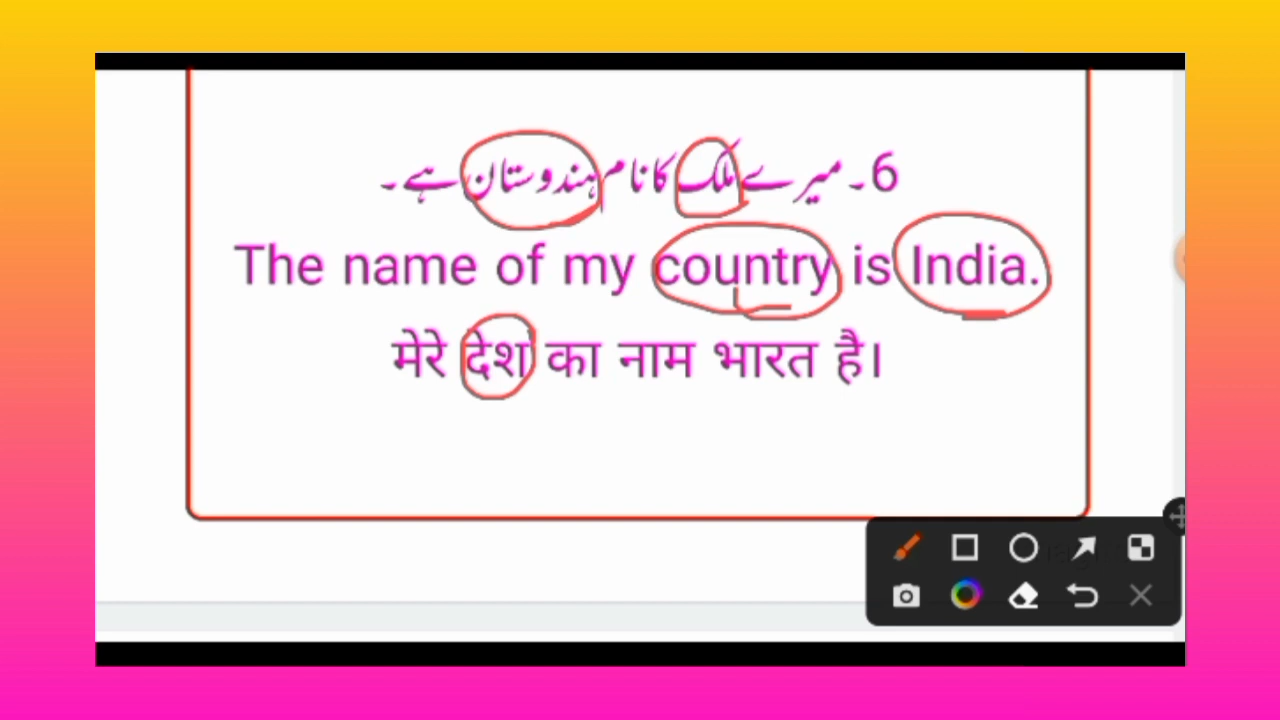 6۔ میرے ملک کا نام ہندوستان ہے۔
The name of my country is India.
मेरे देश का नाम भारत है।